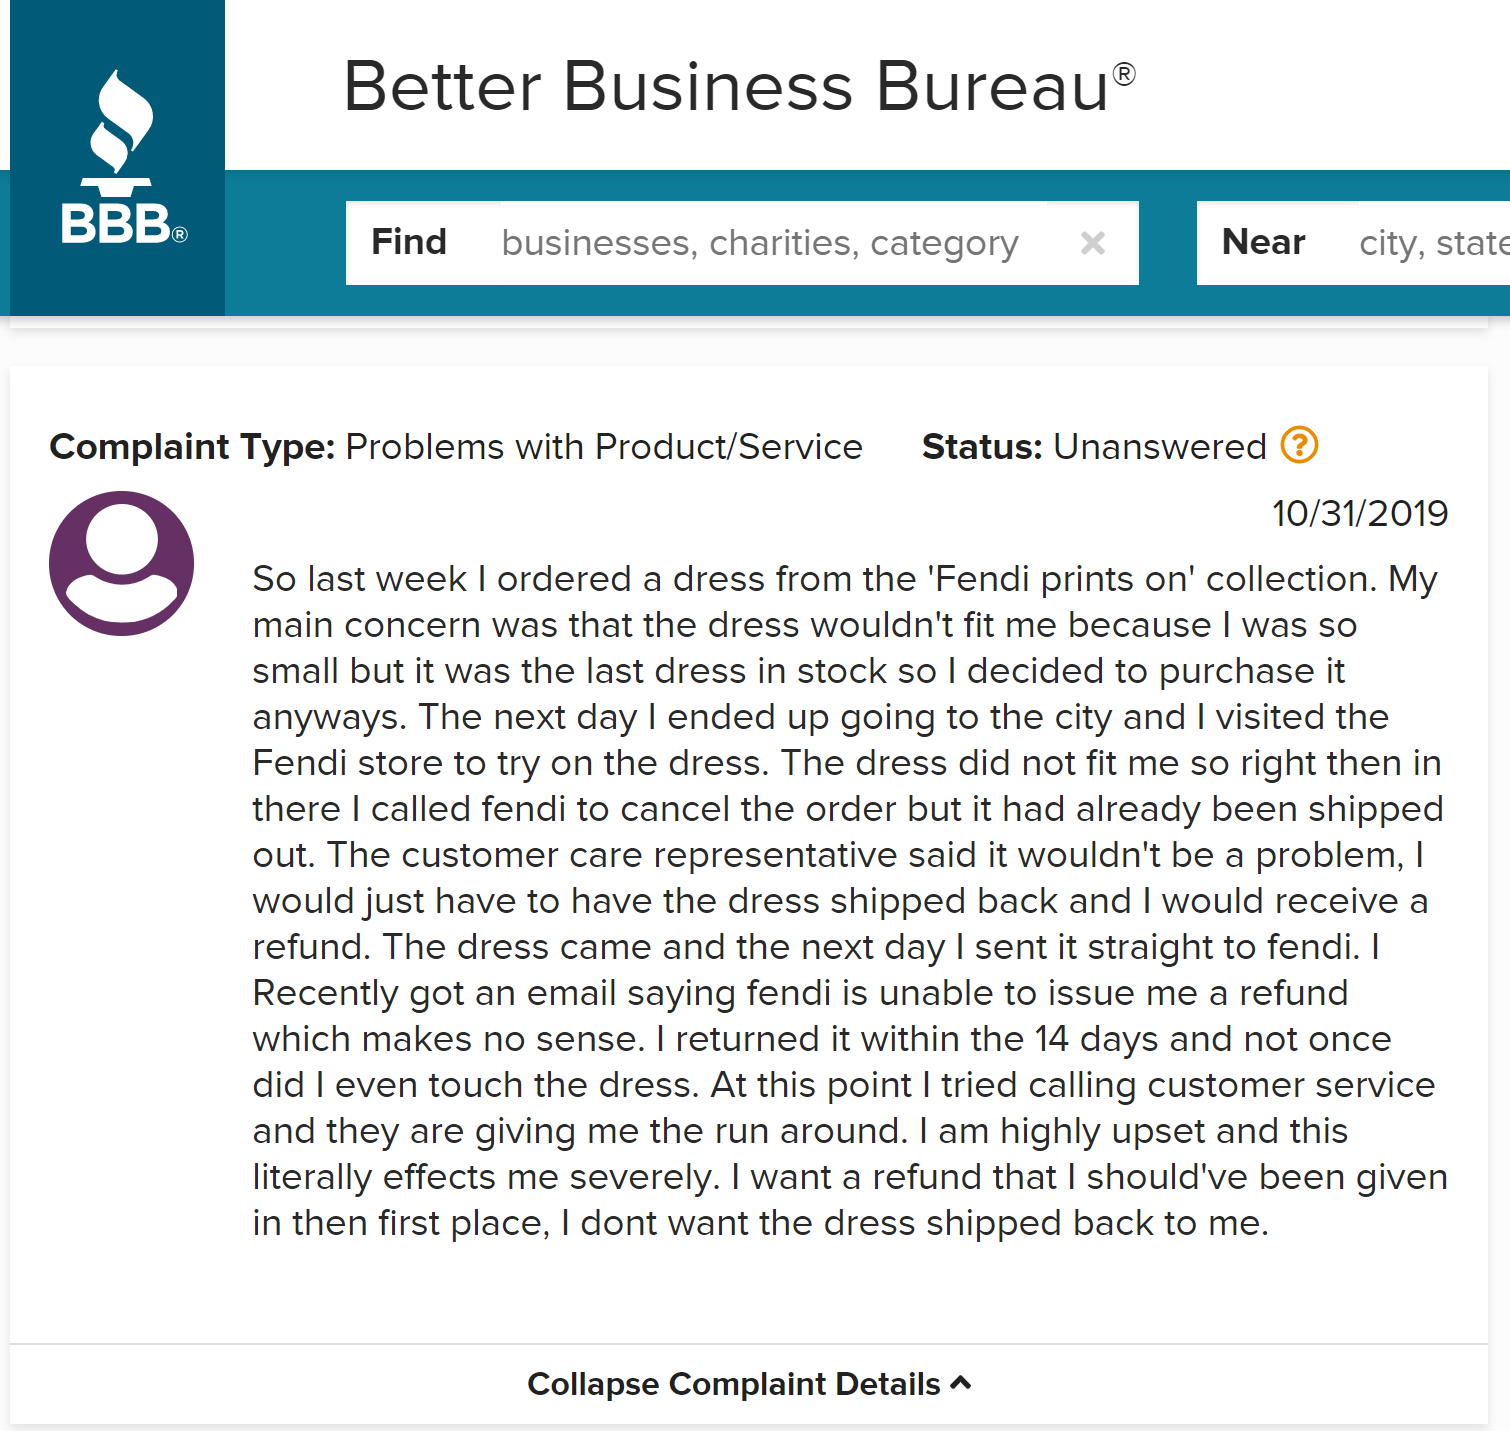 Better Business Bureau®
BBB®
Find businesses, charities, category ×
Near city, state
Complaint Type: Problems with Product/Service Status: Unanswered ?
10/31/2019
So last week I ordered a dress from the 'Fendi prints on' collection. My
main concern was that the dress wouldn't fit me because I was so
small but it was the last dress in stock so I decided to purchase it
anyways. The next day I ended up going to the city and I visited the
Fendi store to try on the dress. The dress did not fit me so right then in
there I called fendi to cancel the order but it had already been shipped
out. The customer care representative said it wouldn't be a problem, I
would just have to have the dress shipped back and I would receive a
refund. The dress came and the next day I sent it straight to fendi. I
Recently got an email saying fendi is unable to issue me a refund
which makes no sense. I returned it within the 14 days and not once
did I even touch the dress. At this point I tried calling customer service
and they are giving me the run around. I am highly upset and this
literally effects me severely. I want a refund that I should've been given
in then first place, I dont want the dress shipped back to me.
Collapse Complaint Details